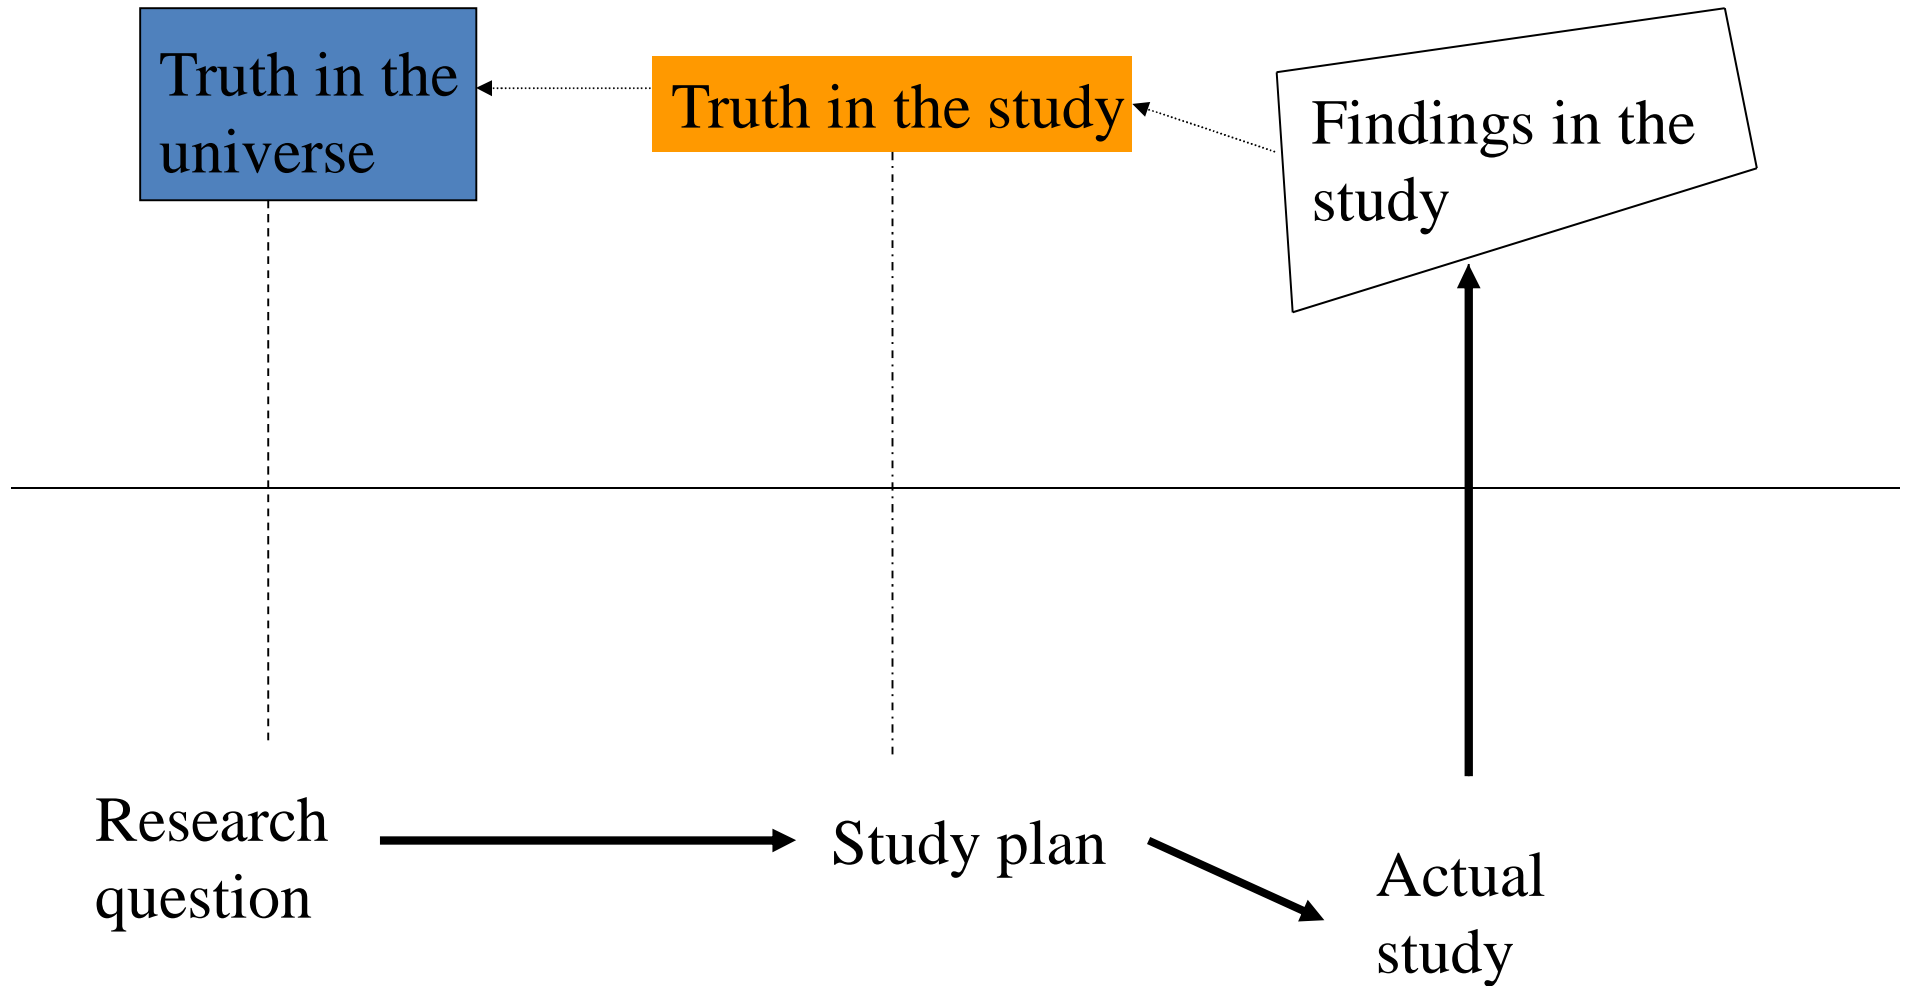 Truth in the
universe
Truth in the study
Findings in the
study
Research
question
Study plan
Actual
study